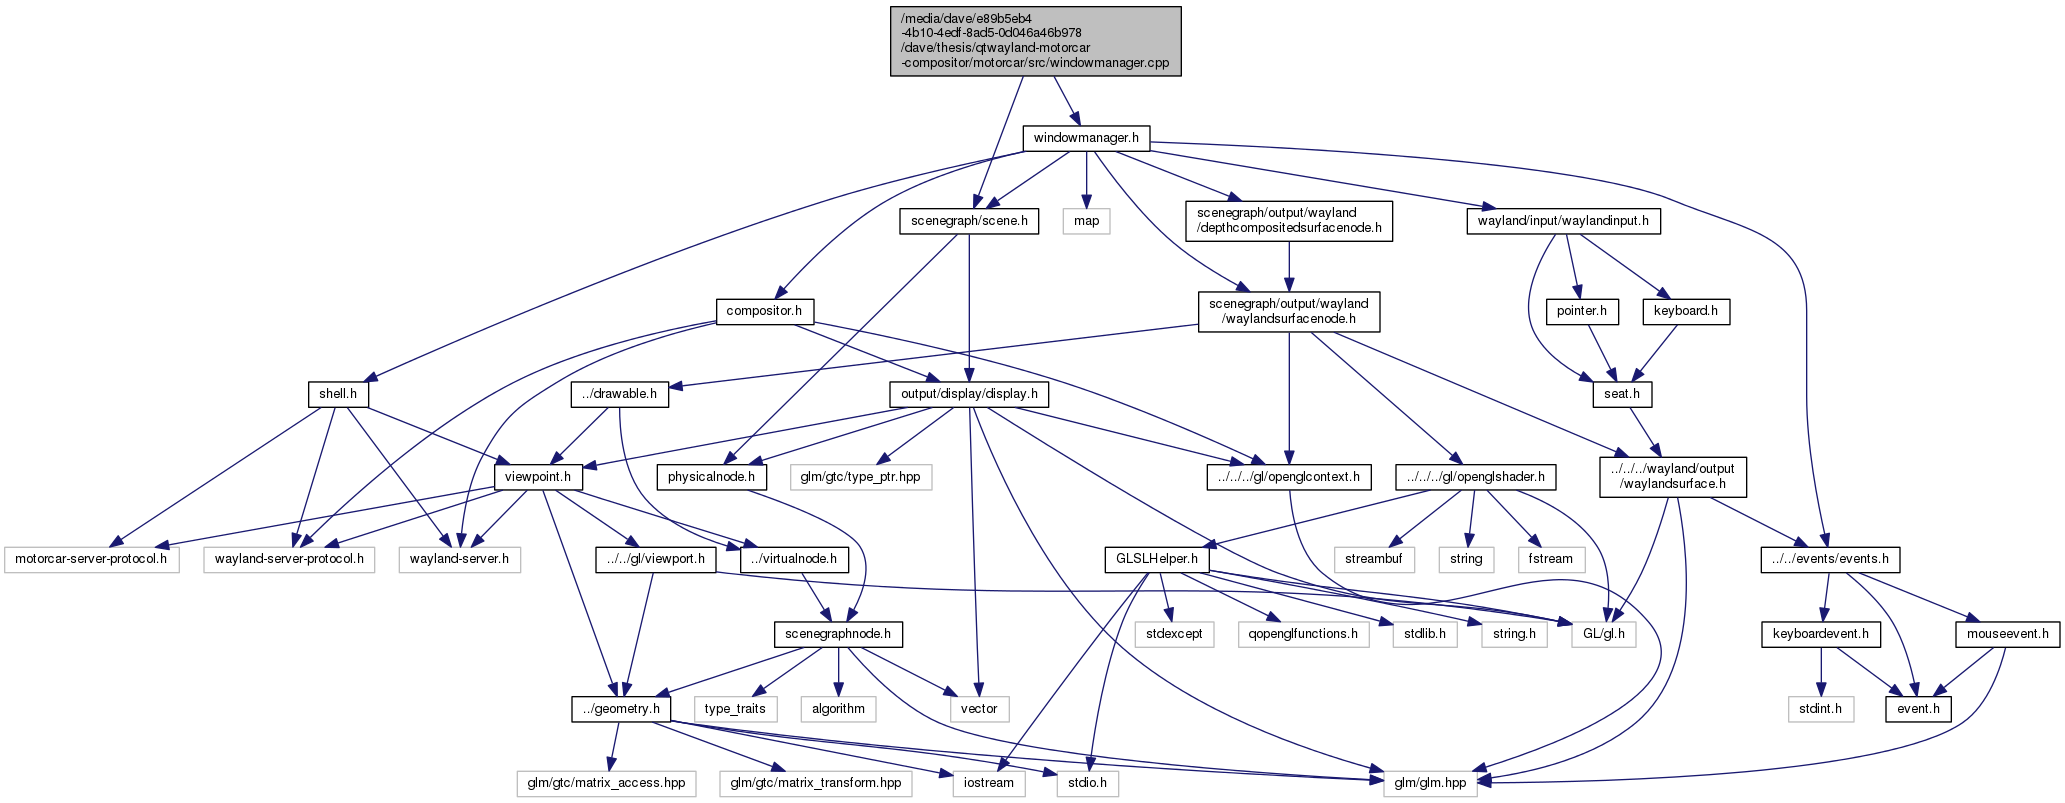 /media/dave/e89b5eb4
-4b10-4edf-8ad5-0d046a46b978
/dave/thesis/qtwayland-motorcar
-compositor/motorcar/src/windowmanager.cpp
windowmanager.h
scenegraph/scene.h
map
scenegraph/output/wayland
/depthcompositedsurfacenode.h
wayland/input/waylandinput.h
compositor.h
scenegraph/output/wayland
/waylandsurfacenode.h
pointer.h
keyboard.h
shell.h
../drawable.h
output/display/display.h
seat.h
viewpoint.h
physicalnode.h
glm/gtc/type_ptr.hpp
../../../gl/openglcontext.h
../../../gl/openglshader.h
../../../wayland/output
/waylandsurface.h
motorcar-server-protocol.h
wayland-server-protocol.h
wayland-server.h
../../gl/viewport.h
../virtualnode.h
GLSLHelper.h
streambuf
string
fstream
../../events/events.h
scenegraphnode.h
stdexcept
qopenglfunctions.h
stdlib.h
string.h
GL/gl.h
keyboardevent.h
mouseevent.h
../geometry.h
type_traits
algorithm
vector
stdint.h
event.h
glm/gtc/matrix_access.hpp
glm/gtc/matrix_transform.hpp
iostream
stdio.h
glm/glm.hpp